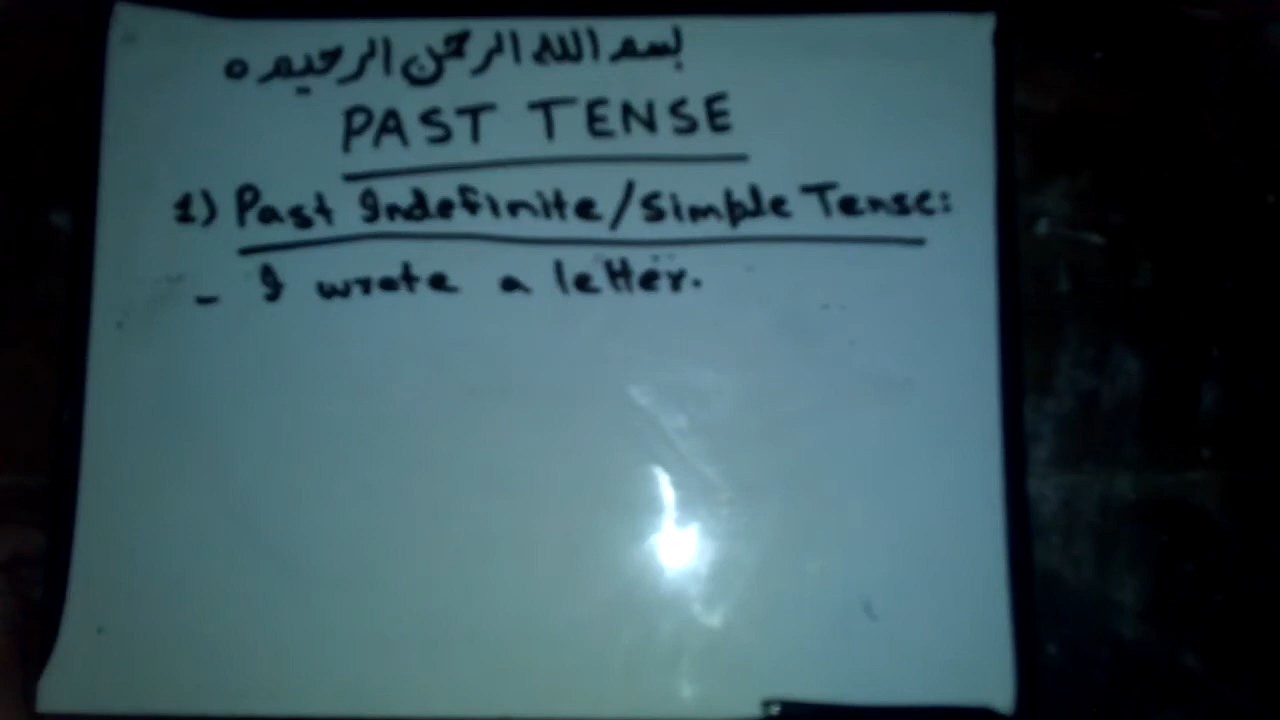 بسم الله الرحمن الرحيم ه
PAST TENSE
1) Past Indefinite/Simple Tense:
- I wrote a letter.